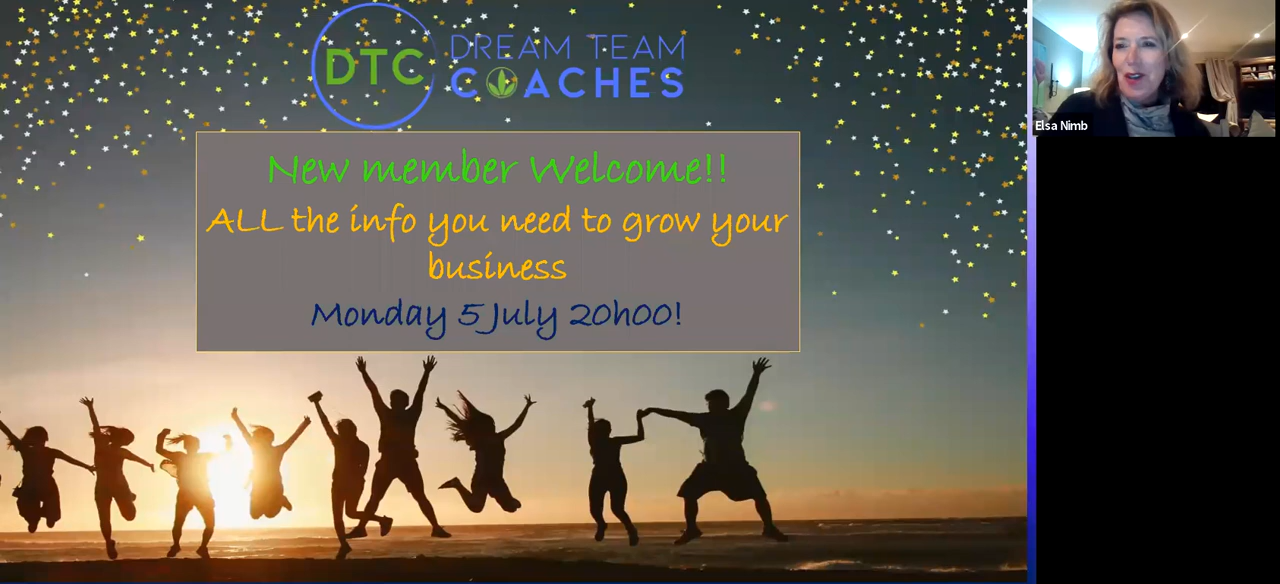 DTC
DREAM TEAM
COACHES
New member Welcome!!
ALL the info you need to grow your
business
Monday 5 July 20h00!
Elsa Nimb